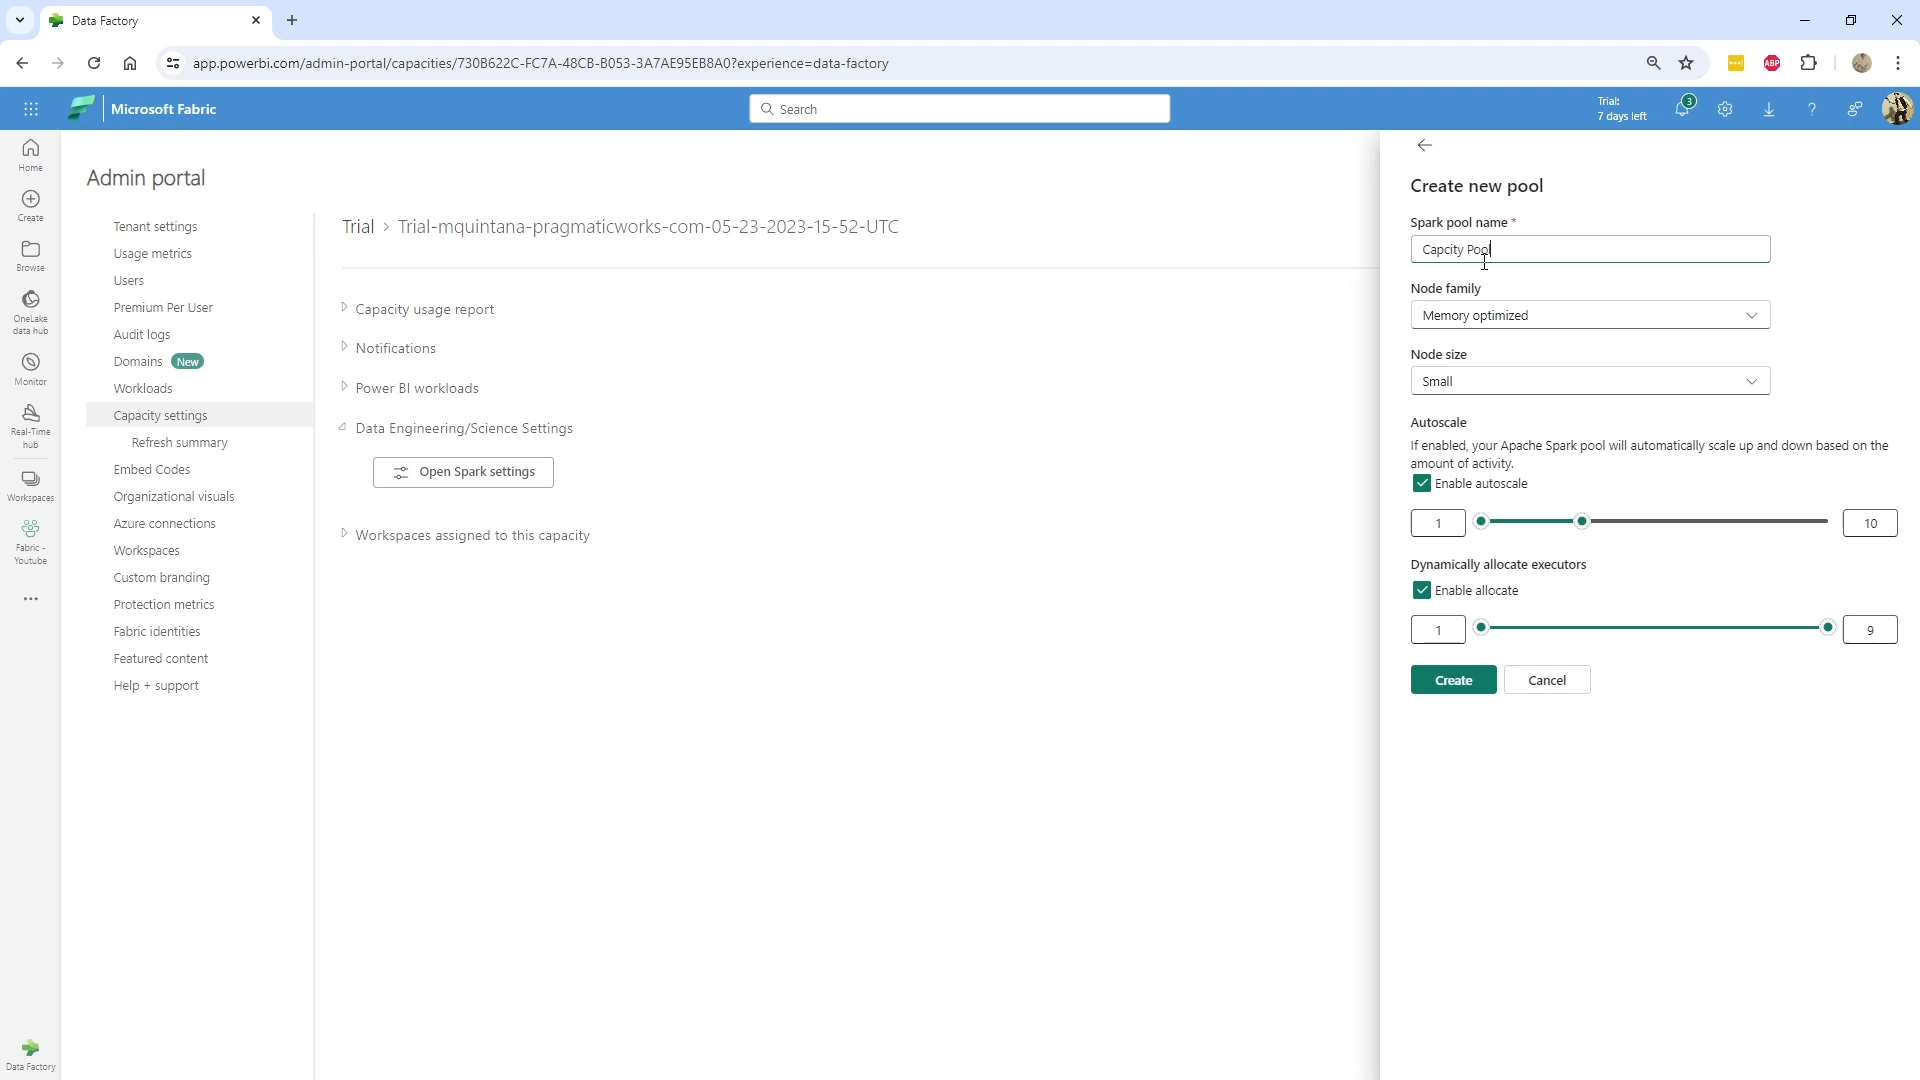 Data Factory
app.powerbi.com/admin-portal/capacities/730B622C-FC7A-48CB-B053-3A7AE95EB8A0?experience=data-factory
ABP
Microsoft Fabric
Search
Trial:
7 days left
3
Home
Create
Browse
OneLake
data hub
Monitor
Real-Time
hub
Workspaces
Fabric -
Youtube
Data Factory
Admin portal
Tenant settings
Usage metrics
Users
Premium Per User
Audit logs
Domains New
Workloads
Capacity settings
Refresh summary
Embed Codes
Organizational visuals
Azure connections
Workspaces
Custom branding
Protection metrics
Fabric identities
Featured content
Help + support
Trial > Trial-mquintana-pragmaticworks-com-05-23-2023-15-52-UTC
Capacity usage report
Notifications
Power BI workloads
Data Engineering/Science Settings
Open Spark settings
Workspaces assigned to this capacity
Create new pool
Spark pool name *
Capcity Pool
Node family
Memory optimized
Node size
Small
Autoscale
If enabled, your Apache Spark pool will automatically scale up and down based on the
amount of activity.
Enable autoscale
1 10
Dynamically allocate executors
Enable allocate
1 9
Create Cancel